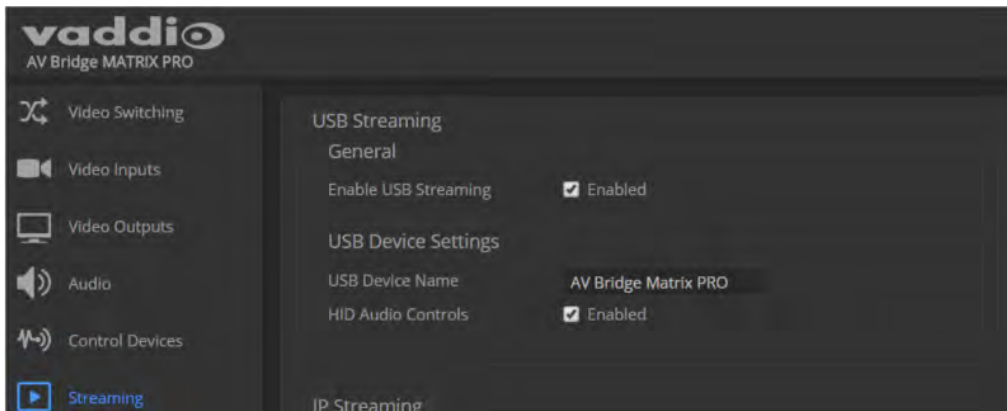 vaddio
AV Bridge MATRIX PRO
Video Switching
Video Inputs
Video Outputs
Audio
Control Devices
Streaming
USB Streaming
General
Enable USB Streaming Enabled
USB Device Settings
USB Device Name AV Bridge Matrix PRO
HID Audio Controls Enabled
IP Streaming